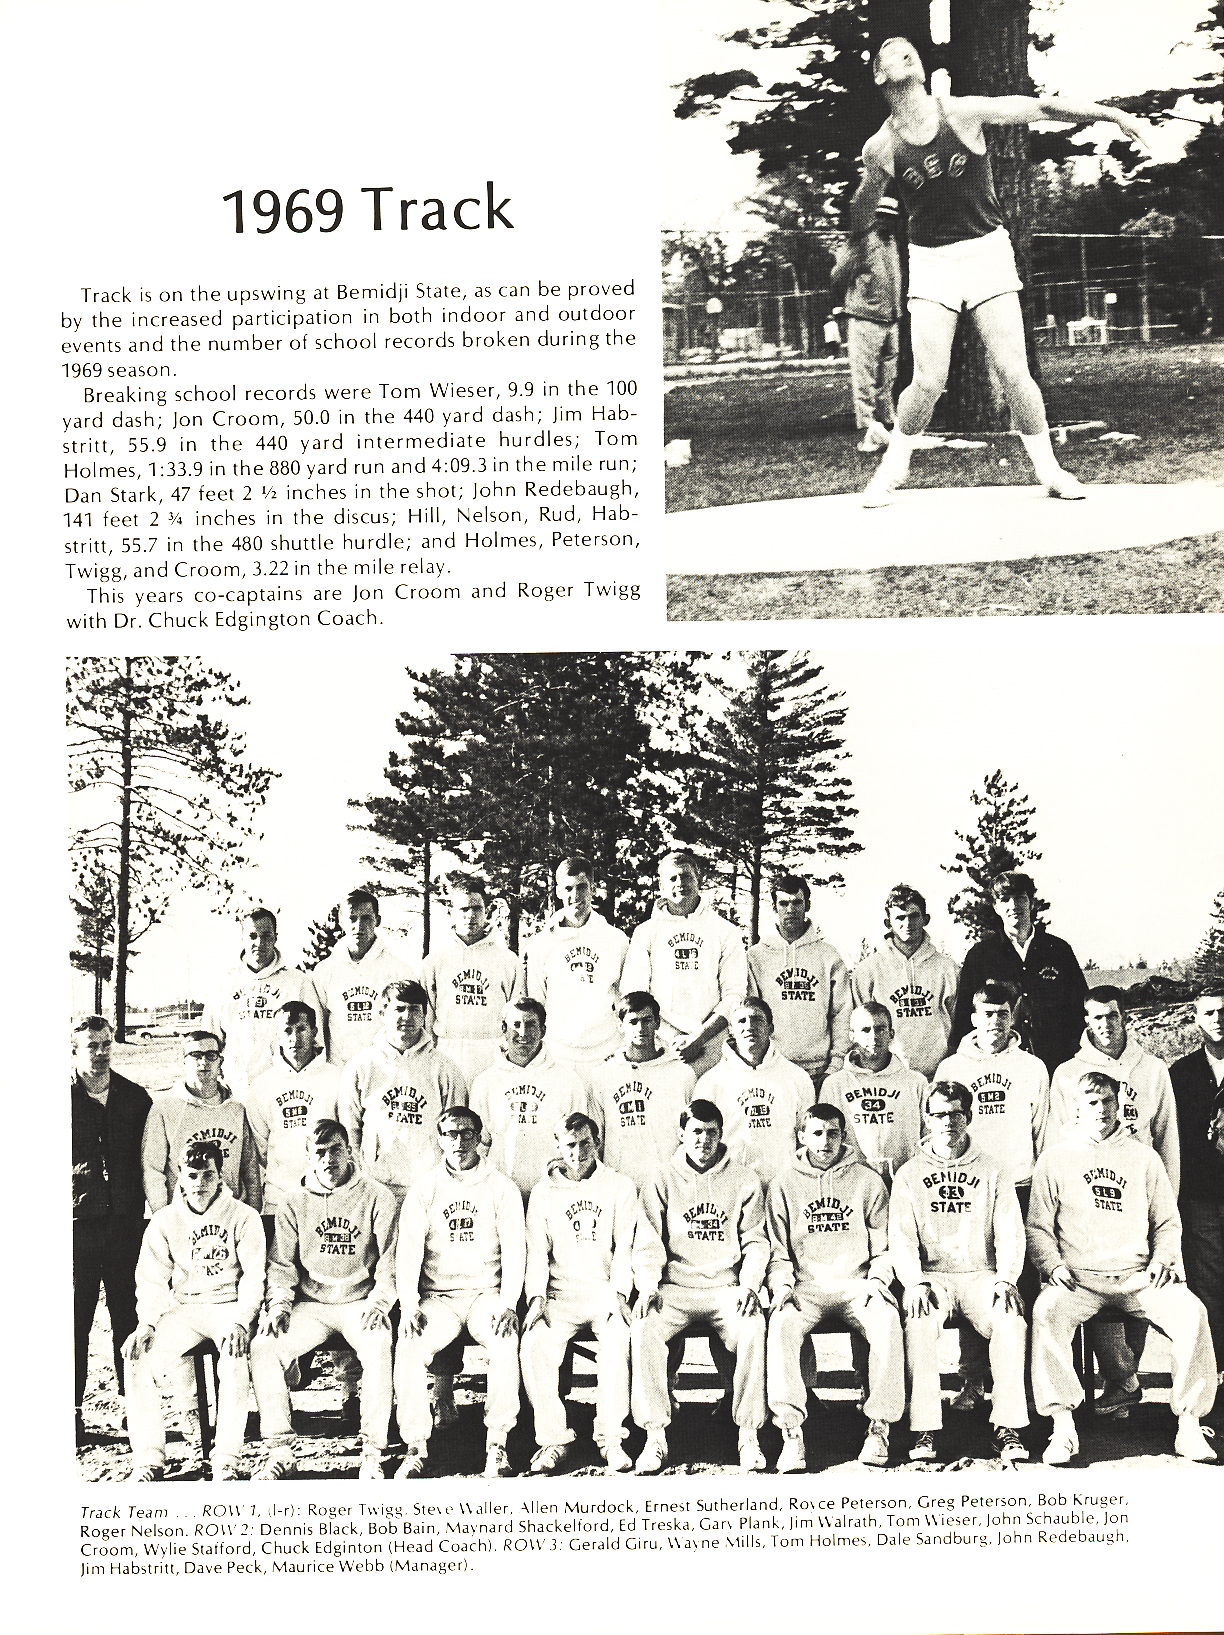 1969 Track
Track is on the upswing at Bemidji State, as can be proved
by the increased participation in both indoor and outdoor
events and the number of school records broken during the
1969 season.
Breaking school records were Tom Wieser, 9.9 in the 100
yard dash; Jon Croom, 50.0 in the 440 yard dash; Jim Hab-
stritt, 55.9 in the 440 yard intermediate hurdles; Tom
Holmes, 1:33.9 in the 880 yard run and 4:09.3 in the mile run;
Dan Stark, 47 feet 2 ½ inches in the shot; John Redebaugh,
141 feet 2 ¾ inches in the discus; Hill, Nelson, Rud, Hab-
stritt, 55.7 in the 480 shuttle hurdle; and Holmes, Peterson,
Twigg, and Croom, 3.22 in the mile relay.
This years co-captains are Jon Croom and Roger Twigg
with Dr. Chuck Edgington Coach.
BSC
BEMIDJI STATE
BEMIDJI STATE
BEMIDJI STATE
BEMIDJI STATE
BEMIDJI STATE
BEMIDJI 34 STATE
BEMIDJI STATE
BEMIDJI STATE
BEMIDJI STATE
BEMIDJI STATE
BEMIDJI STATE
Track Team . . . ROW 1, (l-r): Roger Twigg, Steve Waller, Allen Murdock, Ernest Sutherland, Royce Peterson, Greg Peterson, Bob Kruger,
Roger Nelson. ROW 2: Dennis Black, Bob Bain, Maynard Shackelford, Ed Treska, Gary Plank, Jim Walrath, Tom Wieser, John Schauble, Jon
Croom, Wylie Stafford, Chuck Edginton (Head Coach). ROW 3: Gerald Giru, Wayne Mills, Tom Holmes, Dale Sandburg, John Redebaugh,
Jim Habstritt, Dave Peck, Maurice Webb (Manager).